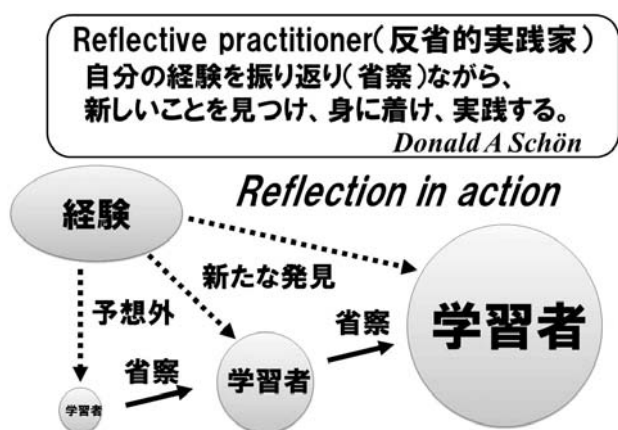 Reflective practitioner(反省的実践家)
自分の経験を振り返り(省察)ながら、
新しいことを見つけ、身に着け、実践する。
Donald A Schön
Reflection in action
経験
新たな発見
予想外
省察
学習者
省察
学習者
省察
学習者